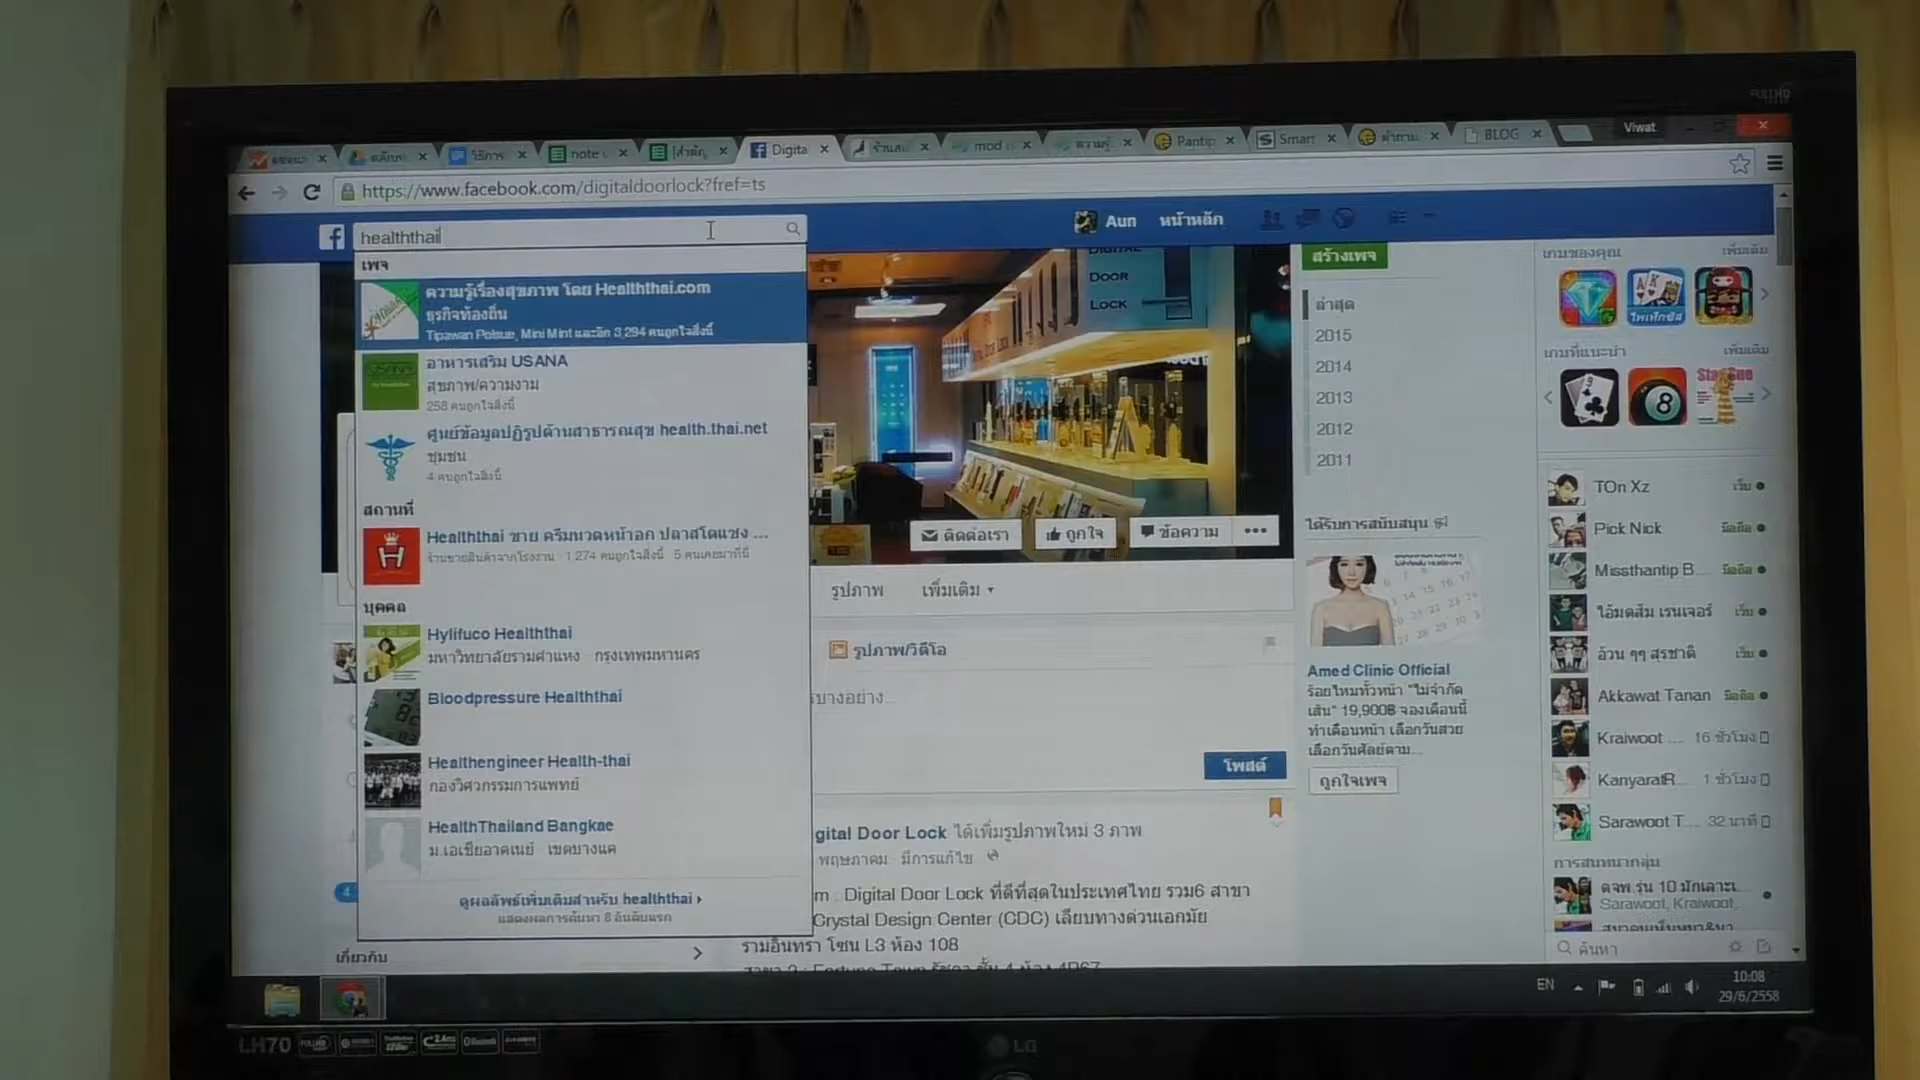 FULL HD
Viwat
note
Digita
mod
Pantip
Smart
คำถาม
BLOG
https://www.facebook.com/digitaldoorlock?fref=ts
healththai
Aun หน้าหลัก
เพจ
ความรู้เรื่องสุขภาพ โดย Healththai.com
ธุรกิจท้องถิ่น
Tipawan Polsue, Mini Mint และอีก 3,294 คนถูกใจสิ่งนี้
อาหารเสริม USANA
สุขภาพ/ความงาม
258 คนถูกใจสิ่งนี้
ศูนย์ข้อมูลปฏิรูปด้านสาธารณสุข health.thai.net
ชุมชน
4 คนถูกใจสิ่งนี้
สถานที่
Healththai ขาย ครีมนวดหน้าอก ปลาสโตแซง ...
ร้านขายสินค้าจากโรงงาน · 1,274 คนถูกใจสิ่งนี้ · 5 คนเคยมาที่นี่
บุคคล
Hylifuco Healththai
มหาวิทยาลัยรามคำแหง · กรุงเทพมหานคร
Bloodpressure Healththai
Healthengineer Health-thai
กองวิศวกรรมการแพทย์
HealthThailand Bangkae
ม.เอเชียอาคเนย์ · เขตบางแค
ดูผลลัพธ์เพิ่มเติมสำหรับ healththai
แสดงผลการค้นหา 8 อันดับแรก
เกี่ยวกับ
DIGITAL
DOOR
LOCK
ติดต่อเรา
ถูกใจ
ข้อความ
รูปภาพ
เพิ่มเติม
รูปภาพ/วิดีโอ
บางอย่าง
โพสต์
gital Door Lock ได้เพิ่มรูปภาพใหม่ 3 ภาพ
พฤษภาคม · มีการแก้ไข
m : Digital Door Lock ที่ดีที่สุดในประเทศไทย รวม6 สาขา
Crystal Design Center (CDC) เลียบทางด่วนเอกมัย
รามอินทรา โซน L3 ห้อง 108
สร้างเพจ
ล่าสุด
2015
2014
2013
2012
2011
ได้รับการสนับสนุน
Amed Clinic Official
ร้อยไหมทั้งหน้า "ไม่จำกัด
เส้น" 19,900฿ จองเดือนนี้
ทำเดือนหน้า เลือกวันสวย
เลือกวันศัลย์ตาม...
ถูกใจเพจ
เกมของคุณ เพิ่มเติม
ไพ่เท็กซัส
เกมที่แนะนำ เพิ่มเติม
TOn Xz เว็บ
Pick Nick มือถือ
Missthantip B... มือถือ
ไอ้มดส้ม เรนเจอร์ เว็บ
อ้วน ๆๆ สุรชาติ เว็บ
Akkawat Tanan มือถือ
Kraiwoot ... 16 ชั่วโมง
KanyaratR... 1 ชั่วโมง
Sarawoot T... 32 นาที
การสนทนากลุ่ม
ดจพ.รุ่น 10 มักเลาะเ...
Sarawoot, Kraiwoot,
ค้นหา
EN
10:08
29/6/2558
LH70
LG